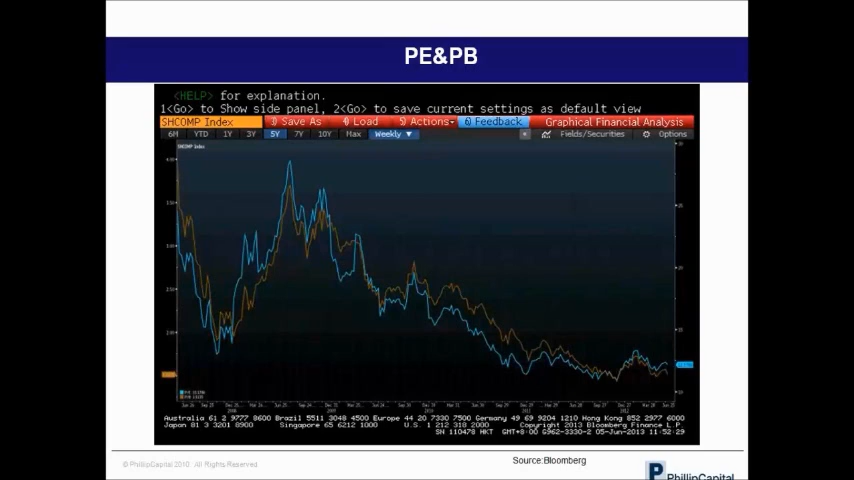 PE&PB
<HELP> for explanation.
1<Go> to Show side panel, 2<Go> to save current settings as default view
SHCOMP Index 1) Save As 4) Load 5) Actions 6) Feedback Graphical Financial Analysis
6M YTD 1Y 3Y 5Y 7Y 10Y Max Weekly Fields/Securities Options
SHCOMP Index
Australia 61 2 9777 8600 Brazil 5511 3048 4500 Europe 44 20 7330 7500 Germany 49 69 9204 1210 Hong Kong 852 2977 6000
Japan 81 3 3201 8900 Singapore 65 6212 1000 U.S. 1 212 318 2000 Copyright 2013 Bloomberg Finance L.P.
SN 110478 HKT GMT+8:00 G962-3330-2 05-Jun-2013 11:52:29
Source:Bloomberg
© PhillipCapital 2010. All Rights Reserved.
PhillipCapital